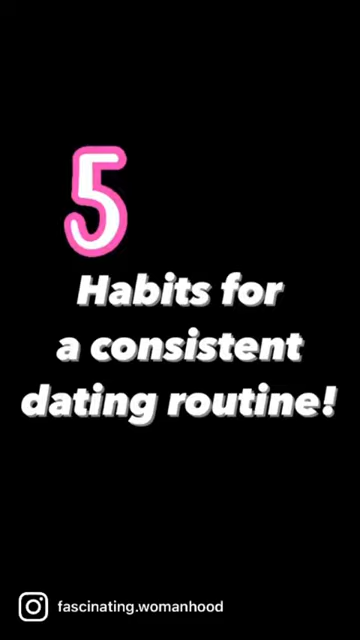 5
Habits for
a consistent
dating routine!
fascinating.womanhood